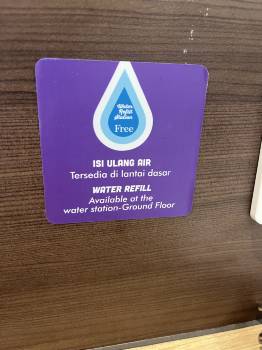 Water
Refill
Station
Free
ISI ULANG AIR
Tersedia di lantai dasar
WATER REFILL
Available at the
water station-Ground Floor